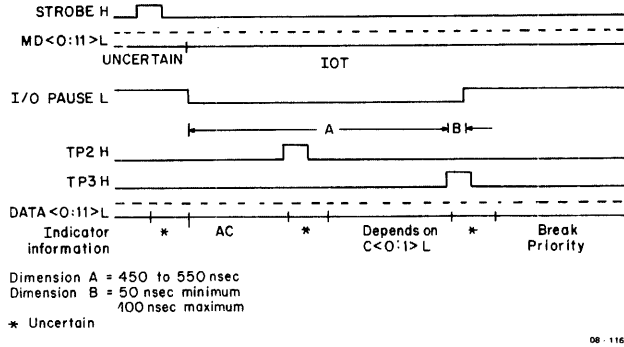 STROBE H
MD<0:11>L
UNCERTAIN IOT
I/O PAUSE L
A B
TP2 H
TP3 H
DATA<0:11>L
Indicator information * AC * Depends on C<0:1>L * Break Priority
Dimension A = 450 to 550 nsec
Dimension B = 50 nsec minimum
100 nsec maximum
* Uncertain
08-116